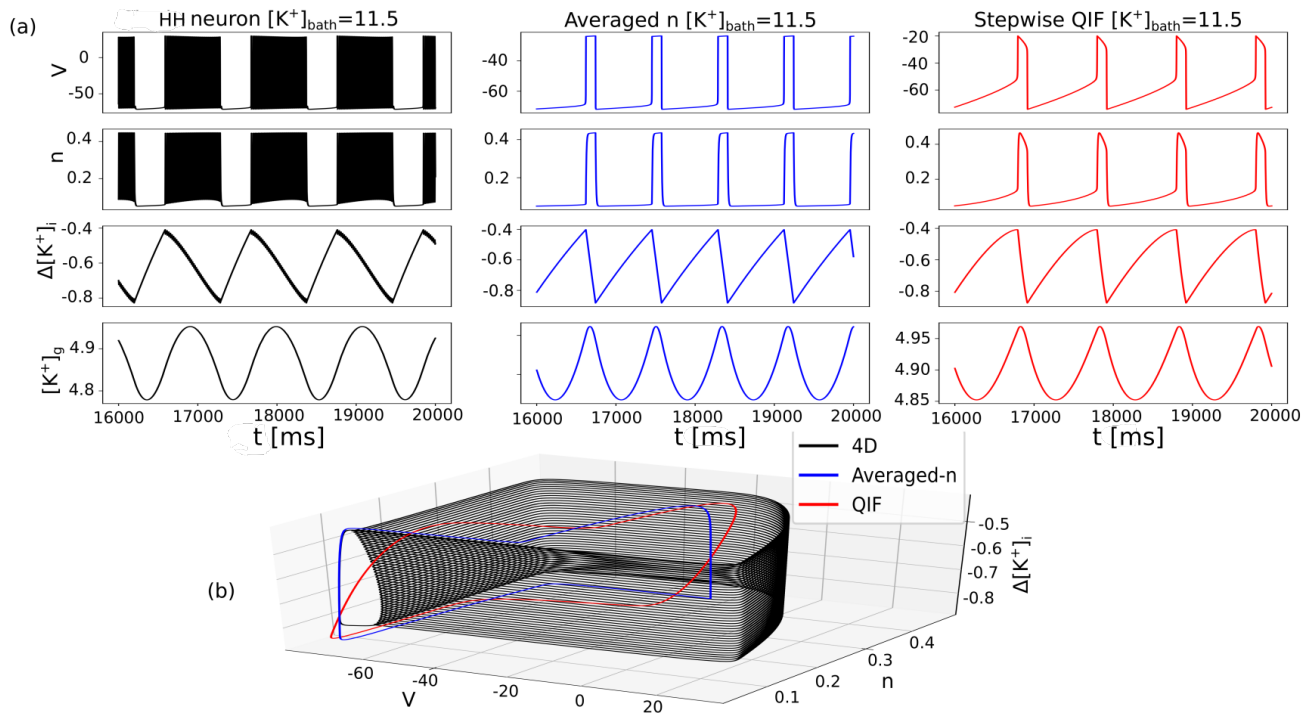 (a)
HH neuron [K⁺]bath=11.5
Averaged n [K⁺]bath=11.5
Stepwise QIF [K⁺]bath=11.5
V
0
-50
-40
-60
-20
-40
-60
n
0.4
0.2
0.4
0.2
0.4
0.2
Δ[K⁺]i
-0.4
-0.6
-0.8
-0.4
-0.6
-0.8
-0.4
-0.6
-0.8
[K⁺]g
4.9
4.8
4.95
4.90
4.85
16000 17000 18000 19000 20000
16000 17000 18000 19000 20000
16000 17000 18000 19000 20000
t [ms]
t [ms]
t [ms]
4D
Averaged-n
QIF
(b)
-0.5
-0.6
-0.7
-0.8
Δ[K⁺]i
0.4
0.3
0.2
0.1
n
-60
-40
-20
0
20
V